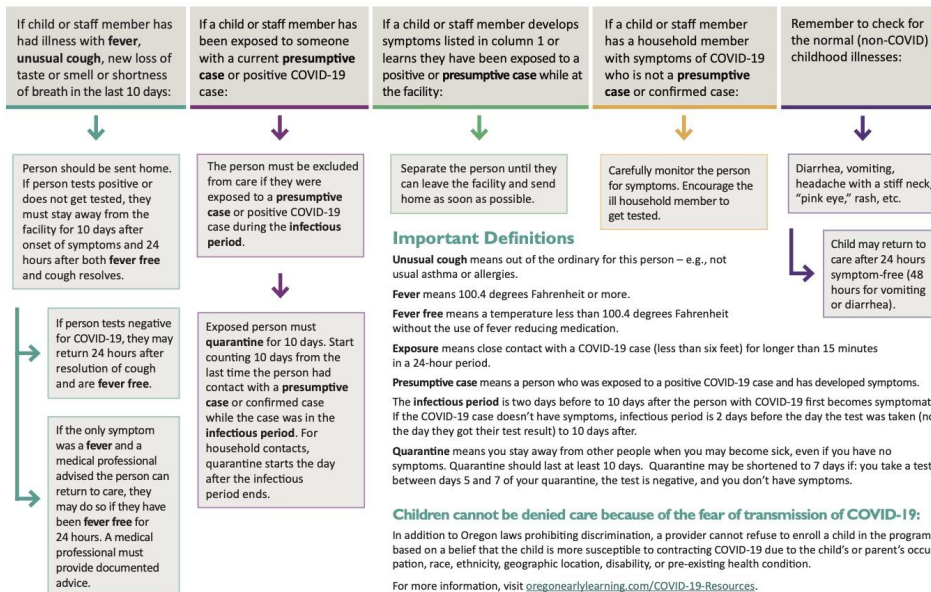 If child or staff member has
had illness with fever,
unusual cough, new loss of
taste or smell or shortness
of breath in the last 10 days:
If a child or staff member has
been exposed to someone
with a current presumptive
case or positive COVID-19
case:
If a child or staff member develops
symptoms listed in column 1 or
learns they have been exposed to a
positive or presumptive case while at
the facility:
If a child or staff member
has a household member
with symptoms of COVID-19
who is not a presumptive
case or confirmed case:
Remember to check for
the normal (non-COVID)
childhood illnesses:
Person should be sent home.
If person tests positive or
does not get tested, they
must stay away from the
facility for 10 days after
onset of symptoms and 24
hours after both fever free
and cough resolves.
If person tests negative
for COVID-19, they may
return 24 hours after
resolution of cough
and are fever free.
If the only symptom
was a fever and a
medical professional
advised the person can
return to care, they
may do so if they have
been fever free for
24 hours. A medical
professional must
provide documented
advice.
The person must be excluded
from care if they were
exposed to a presumptive
case or positive COVID-19
case during the infectious
period.
Exposed person must
quarantine for 10 days. Start
counting 10 days from the
last time the person had
contact with a presumptive
case or confirmed case
while the case was in the
infectious period. For
household contacts,
quarantine starts the day
after the infectious
period ends.
Separate the person until they
can leave the facility and send
home as soon as possible.
Carefully monitor the person
for symptoms. Encourage the
ill household member to
get tested.
Diarrhea, vomiting,
headache with a stiff neck,
"pink eye," rash, etc.
Child may return to
care after 24 hours
symptom-free (48
hours for vomiting
or diarrhea).
Important Definitions
Unusual cough means out of the ordinary for this person – e.g., not
usual asthma or allergies.
Fever means 100.4 degrees Fahrenheit or more.
Fever free means a temperature less than 100.4 degrees Fahrenheit
without the use of fever reducing medication.
Exposure means close contact with a COVID-19 case (less than six feet) for longer than 15 minutes
in a 24-hour period.
Presumptive case means a person who was exposed to a positive COVID-19 case and has developed symptoms.
The infectious period is two days before to 10 days after the person with COVID-19 first becomes symptomat
If the COVID-19 case doesn't have symptoms, infectious period is 2 days before the day the test was taken (no
the day they got their test result) to 10 days after.
Quarantine means you stay away from other people when you may become sick, even if you have no
symptoms. Quarantine should last at least 10 days. Quarantine may be shortened to 7 days if: you take a test
between days 5 and 7 of your quarantine, the test is negative, and you don't have symptoms.
Children cannot be denied care because of the fear of transmission of COVID-19:
In addition to Oregon laws prohibiting discrimination, a provider cannot refuse to enroll a child in the program
based on a belief that the child is more susceptible to contracting COVID-19 due to the child's or parent's occu
pation, race, ethnicity, geographic location, disability, or pre-existing health condition.
For more information, visit oregonearlylearning.com/COVID-19-Resources.